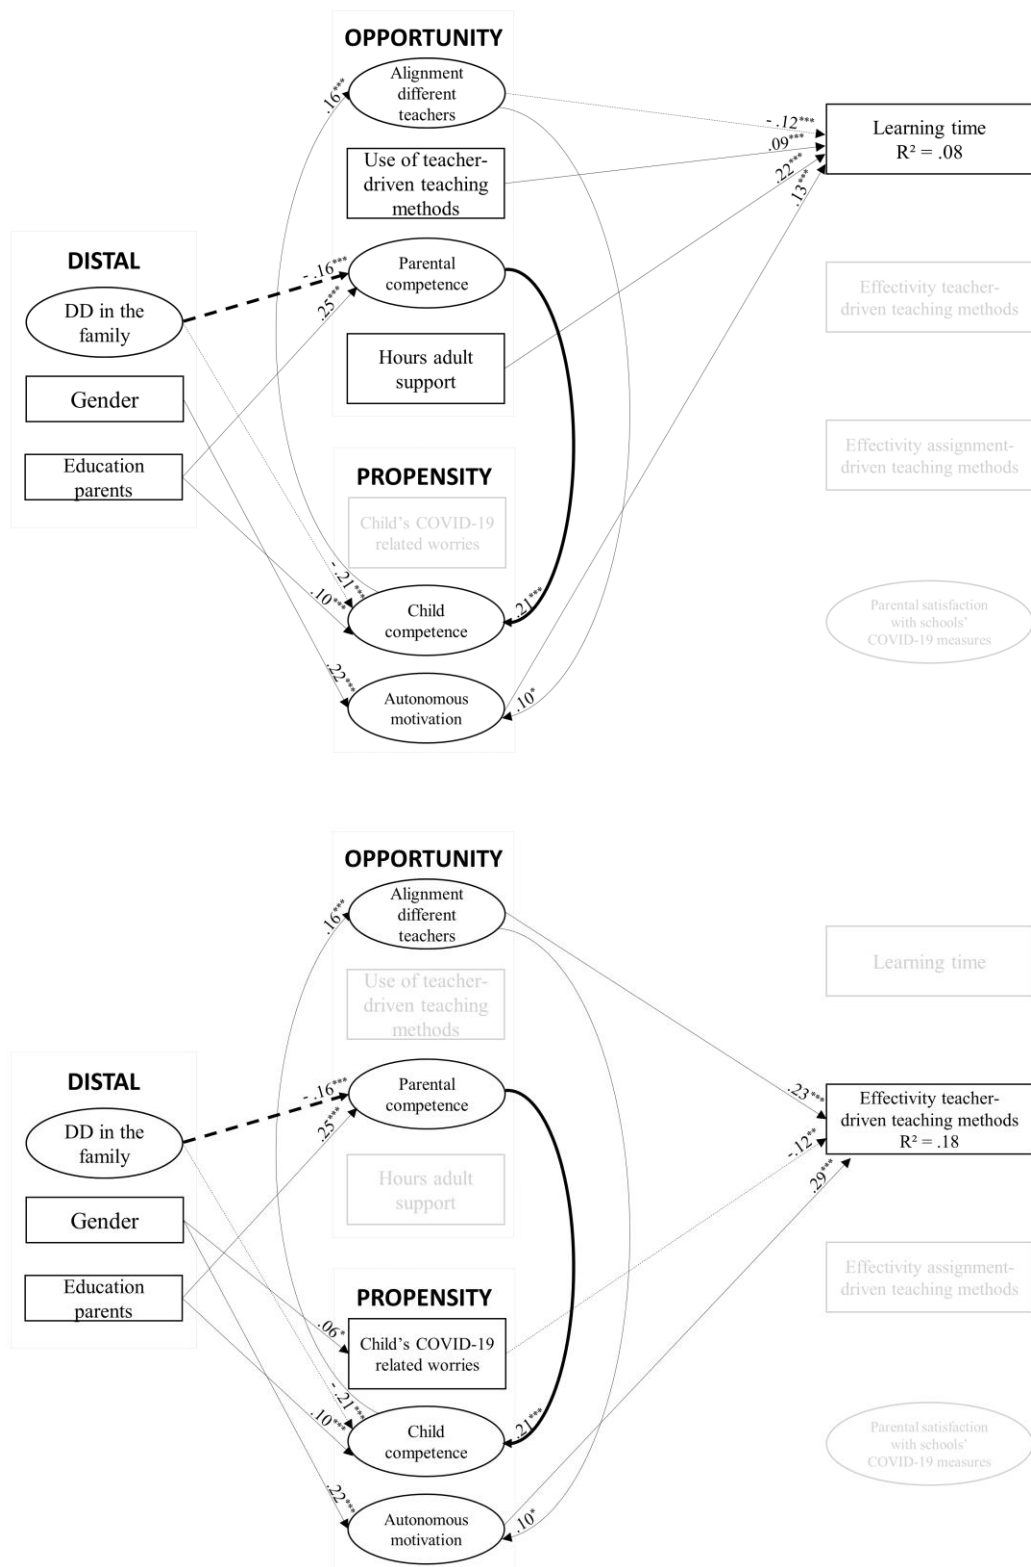 OPPORTUNITY
Alignment
different
teachers
.16***
- .12***
.09***
.22***
.13***
Learning time
R² = .08
Use of teacher-
driven teaching
methods
DISTAL
DD in the
family
- .16***
.25***
Parental
competence
Effectivity teacher-
driven teaching methods
Hours adult
support
Gender
Education
parents
Effectivity assignment-
driven teaching methods
PROPENSITY
Child's COVID-19
related worries
- .21***
.10***
Child
competence
.21***
Parental satisfaction
with schools'
COVID-19 measures
.22***
Autonomous
motivation
.10*
OPPORTUNITY
Alignment
different
teachers
.16***
Learning time
Use of teacher-
driven teaching
methods
DISTAL
DD in the
family
- .16***
.25***
Parental
competence
.23***
-.12**
.29***
Effectivity teacher-
driven teaching methods
R² = .18
Hours adult
support
Gender
Education
parents
Effectivity assignment-
driven teaching methods
PROPENSITY
.06*
Child's COVID-19
related worries
- .21***
.10***
Child
competence
.21***
Parental satisfaction
with schools'
COVID-19 measures
.22***
Autonomous
motivation
.10*